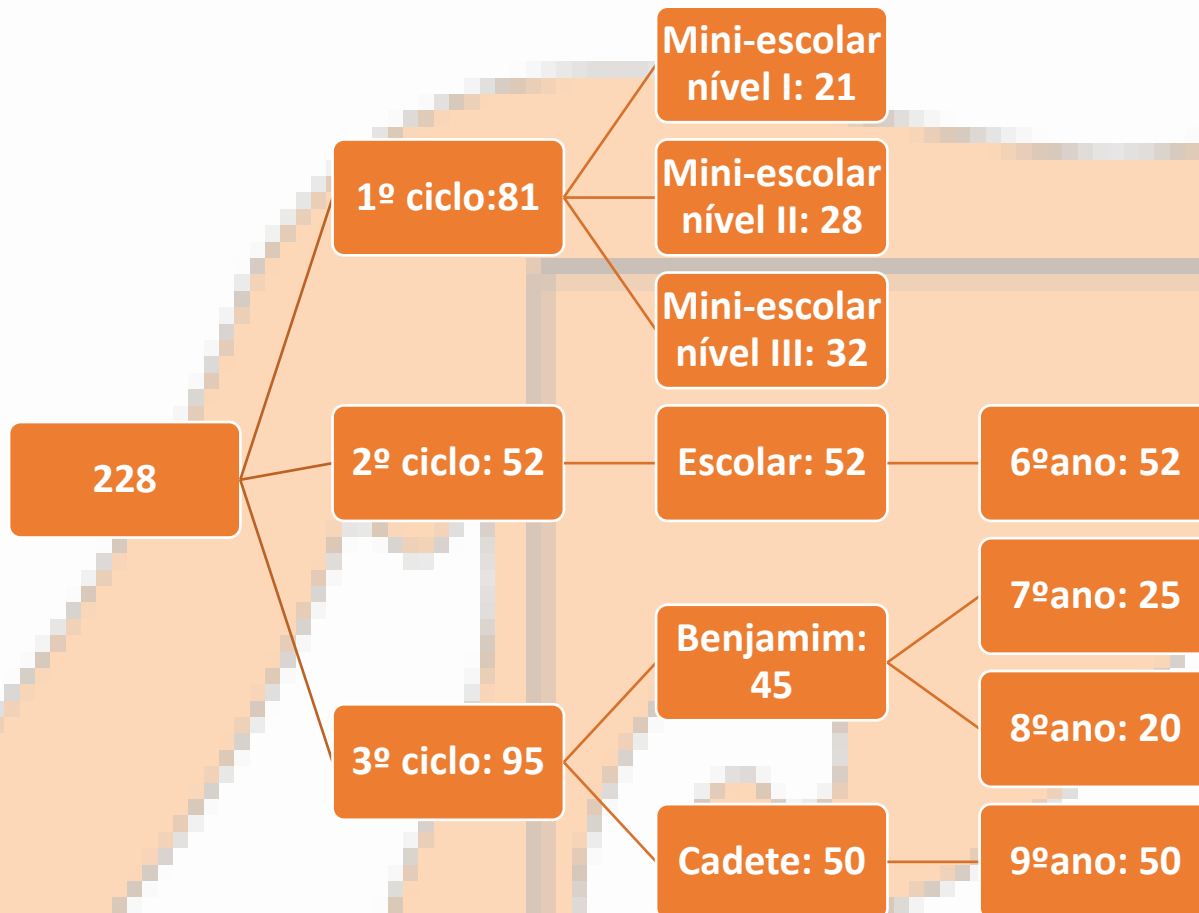 228
1º ciclo:81
Mini-escolar
nível I: 21
Mini-escolar
nível II: 28
Mini-escolar
nível III: 32
2º ciclo: 52
Escolar: 52
6ºano: 52
3º ciclo: 95
Benjamim:
45
7ºano: 25
8ºano: 20
Cadete: 50
9ºano: 50